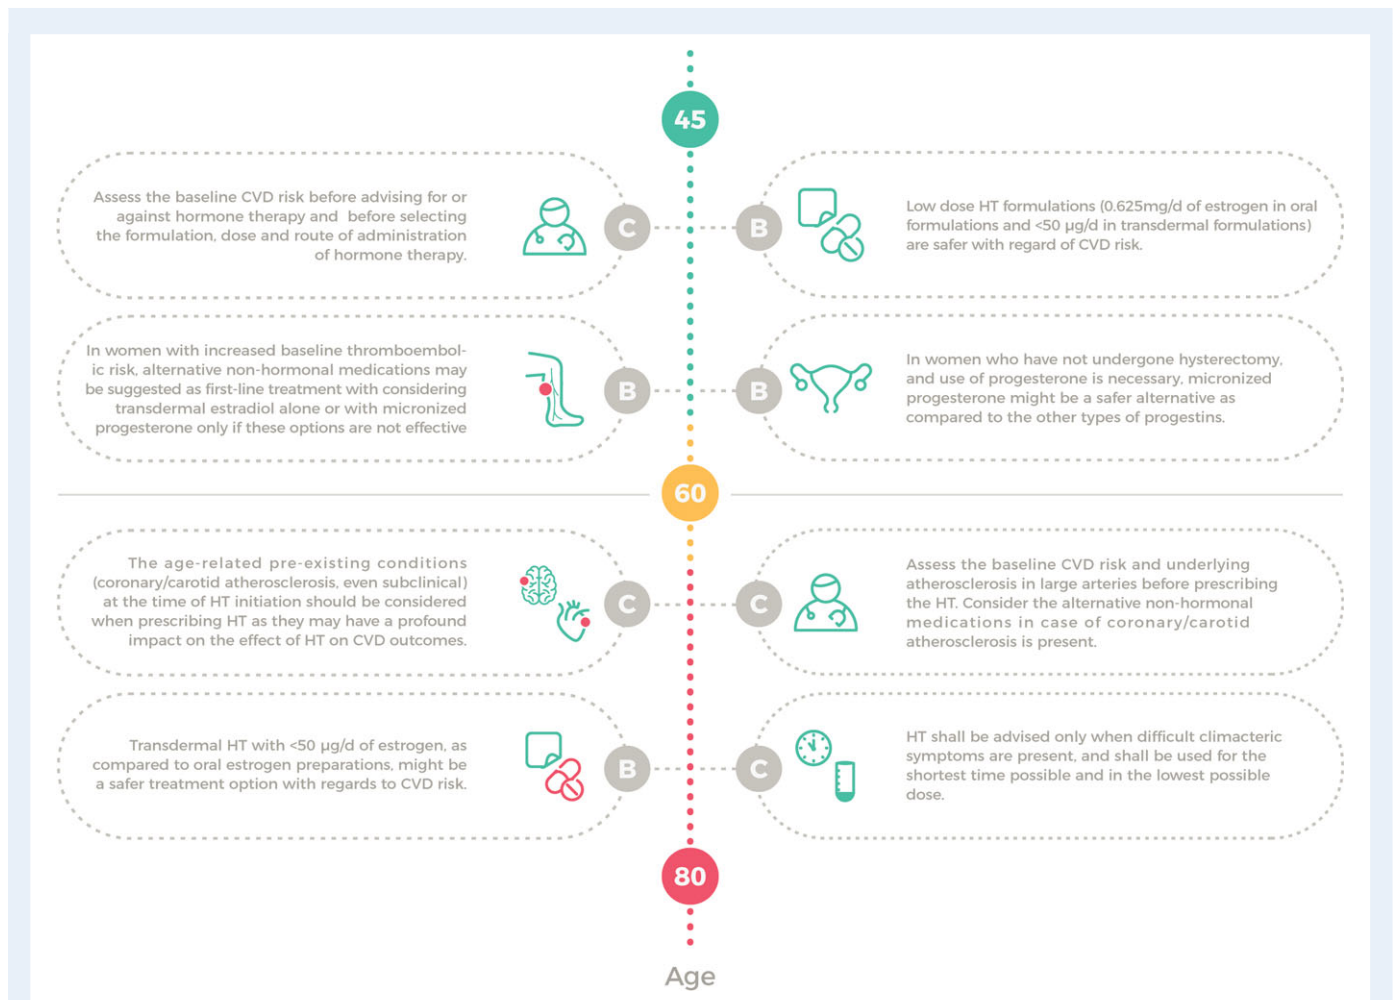 45
Assess the baseline CVD risk before advising for or
against hormone therapy and before selecting
the formulation, dose and route of administration
of hormone therapy.
C
B
Low dose HT formulations (0.625mg/d of estrogen in oral
formulations and <50 µg/d in transdermal formulations)
are safer with regard of CVD risk.
In women with increased baseline thromboembol-
ic risk, alternative non-hormonal medications may
be suggested as first-line treatment with considering
transdermal estradiol alone or with micronized
progesterone only if these options are not effective
B
B
In women who have not undergone hysterectomy,
and use of progesterone is necessary, micronized
progesterone might be a safer alternative as
compared to the other types of progestins.
60
The age-related pre-existing conditions
(coronary/carotid atherosclerosis, even subclinical)
at the time of HT initiation should be considered
when prescribing HT as they may have a profound
impact on the effect of HT on CVD outcomes.
C
C
Assess the baseline CVD risk and underlying
atherosclerosis in large arteries before prescribing
the HT. Consider the alternative non-hormonal
medications in case of coronary/carotid
atherosclerosis is present.
Transdermal HT with <50 µg/d of estrogen, as
compared to oral estrogen preparations, might be
a safer treatment option with regards to CVD risk.
B
C
HT shall be advised only when difficult climacteric
symptoms are present, and shall be used for the
shortest time possible and in the lowest possible
dose.
80
Age